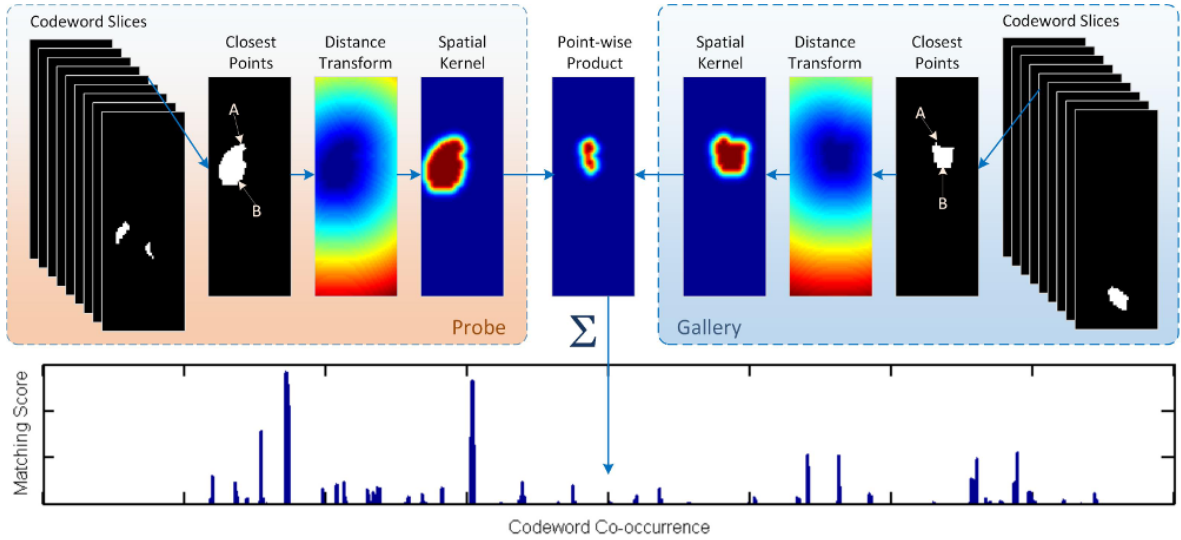 Codeword Slices
Closest
Points
Distance
Transform
Spatial
Kernel
Point-wise
Product
Spatial
Kernel
Distance
Transform
Closest
Points
Codeword Slices
A
B
A
B
Probe
Gallery
Σ
Matching Score
Codeword Co-occurrence